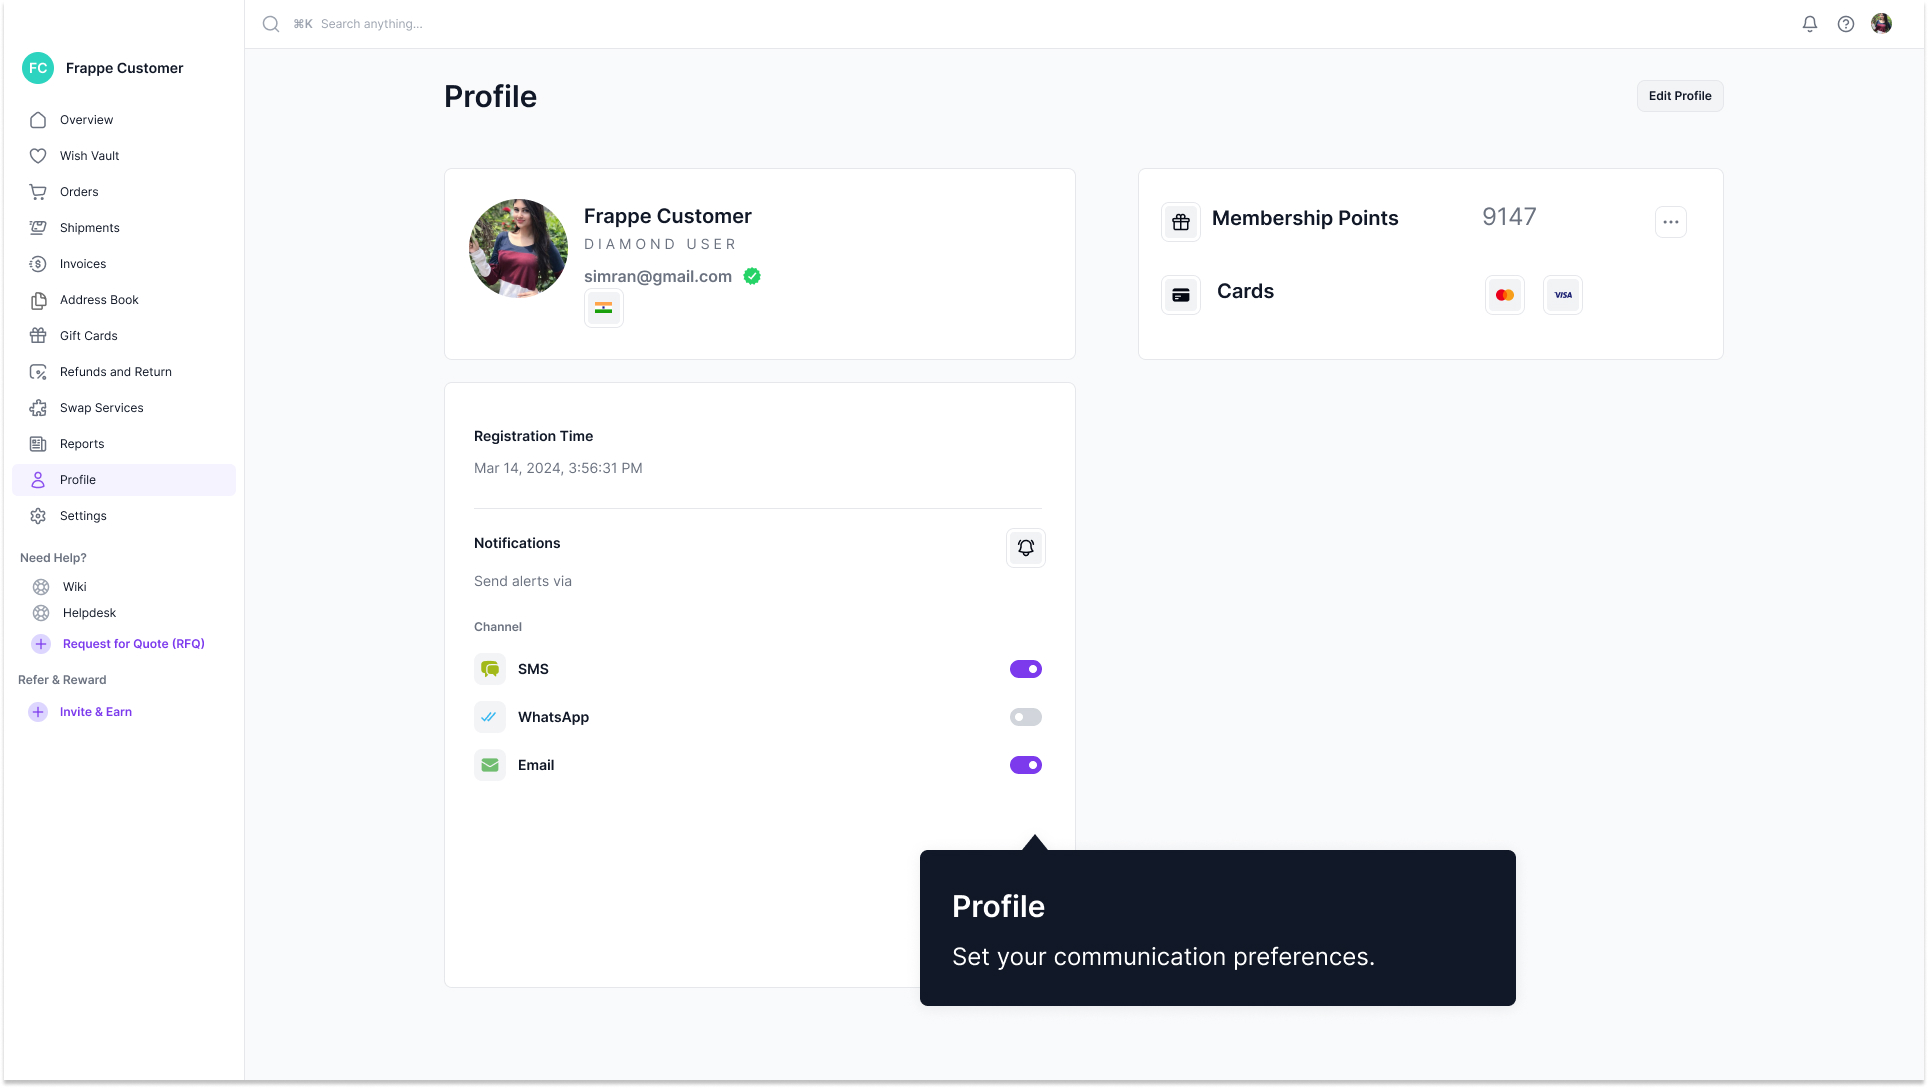 ⌘K Search anything...
FC Frappe Customer
Overview
Wish Vault
Orders
Shipments
Invoices
Address Book
Gift Cards
Refunds and Return
Swap Services
Reports
Profile
Settings
Need Help?
Wiki
Helpdesk
Request for Quote (RFQ)
Refer & Reward
Invite & Earn
Profile
Edit Profile
Frappe Customer
DIAMOND USER
simran@gmail.com
Membership Points 9147
Cards VISA
Registration Time
Mar 14, 2024, 3:56:31 PM
Notifications
Send alerts via
Channel
SMS
WhatsApp
Email
Profile
Set your communication preferences.